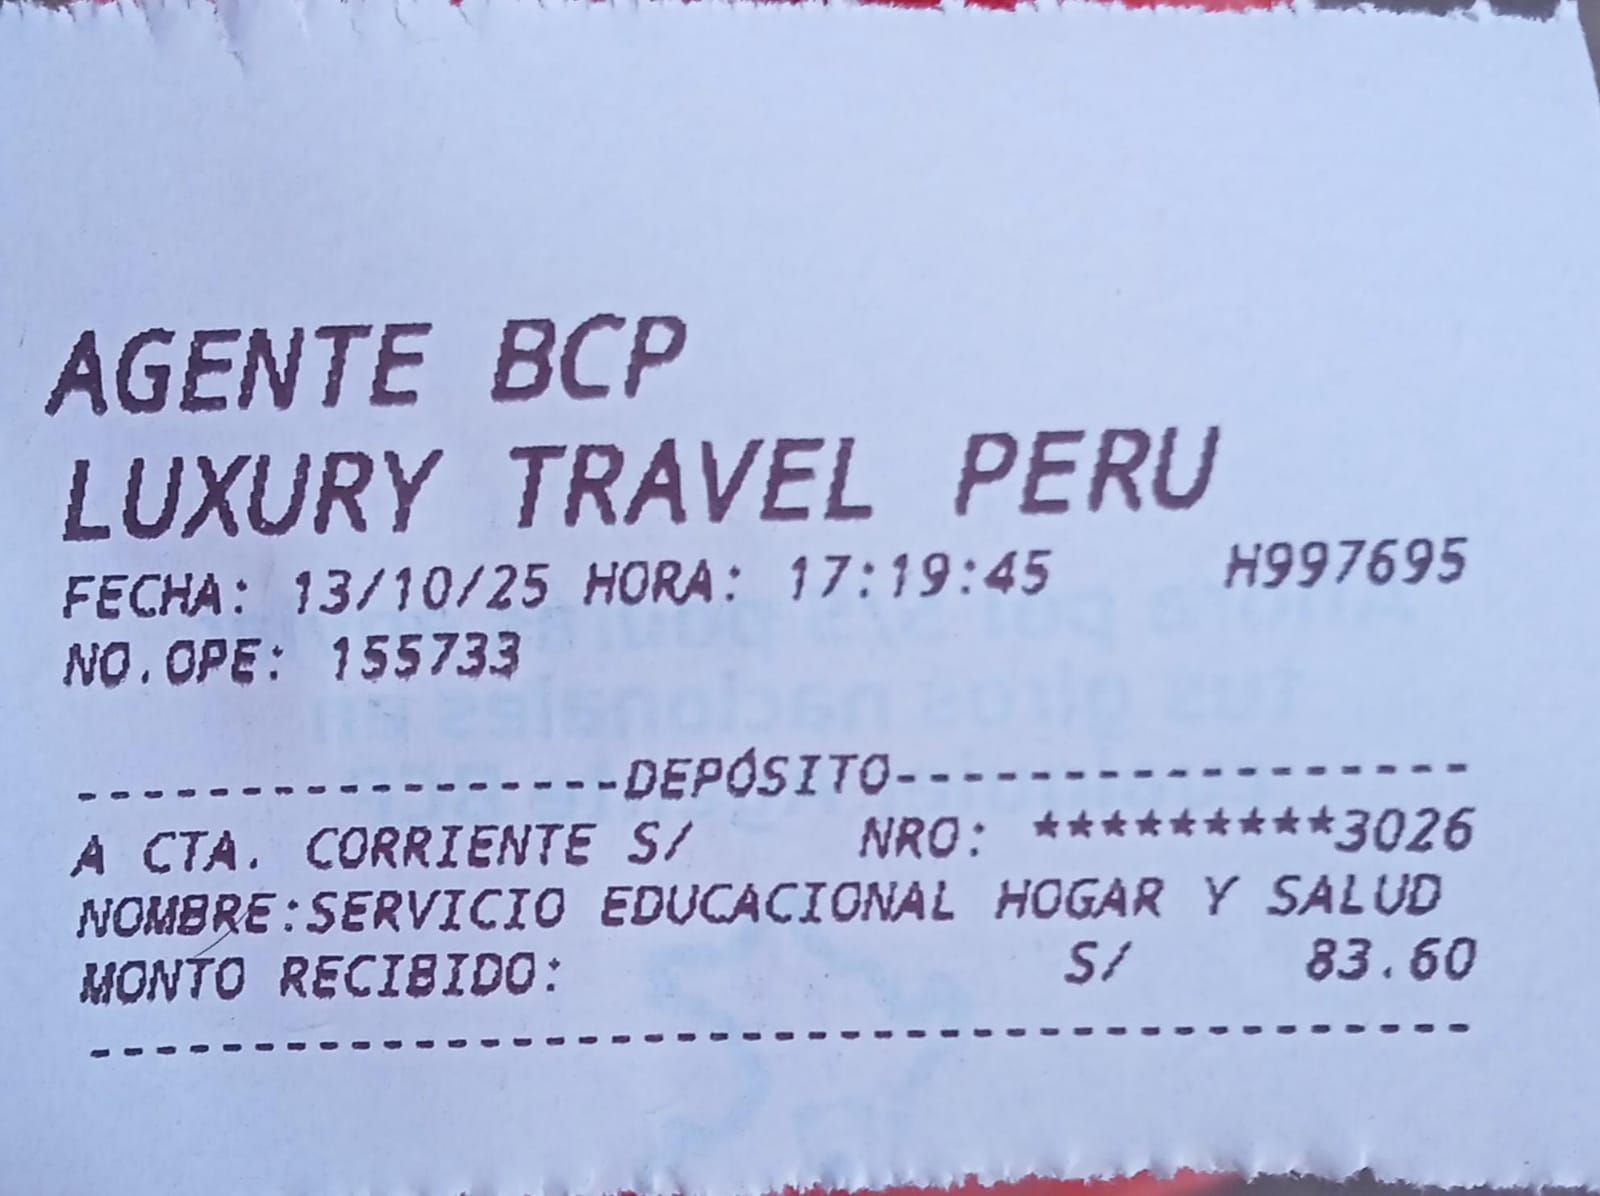 AGENTE BCP
LUXURY TRAVEL PERU
FECHA: 13/10/25 HORA: 17:19:45 H997695
NO.OPE: 155733
-----------------DEPÓSITO------------------
A CTA. CORRIENTE S/ NRO: *********3026
NOMBRE:SERVICIO EDUCACIONAL HOGAR Y SALUD
MONTO RECIBIDO: S/ 83.60
-------------------------------------------